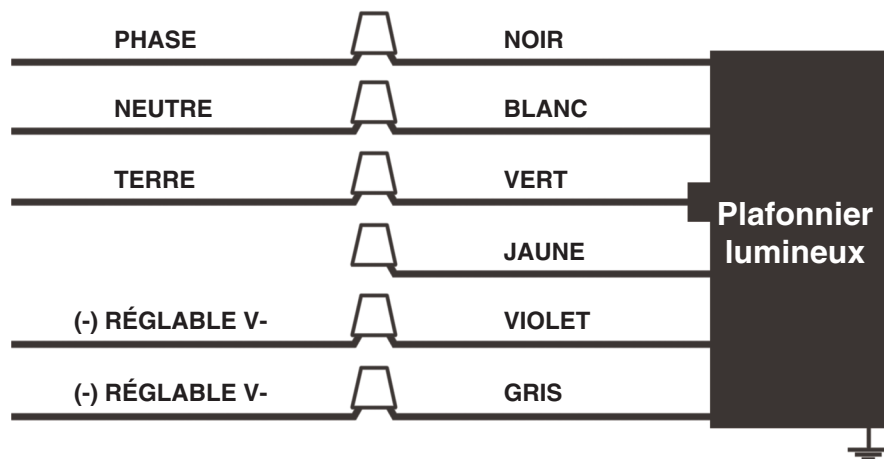 PHASE NOIR
NEUTRE BLANC
TERRE VERT
Plafonnier
lumineux
JAUNE
(-) RÉGLABLE V- VIOLET
(-) RÉGLABLE V- GRIS